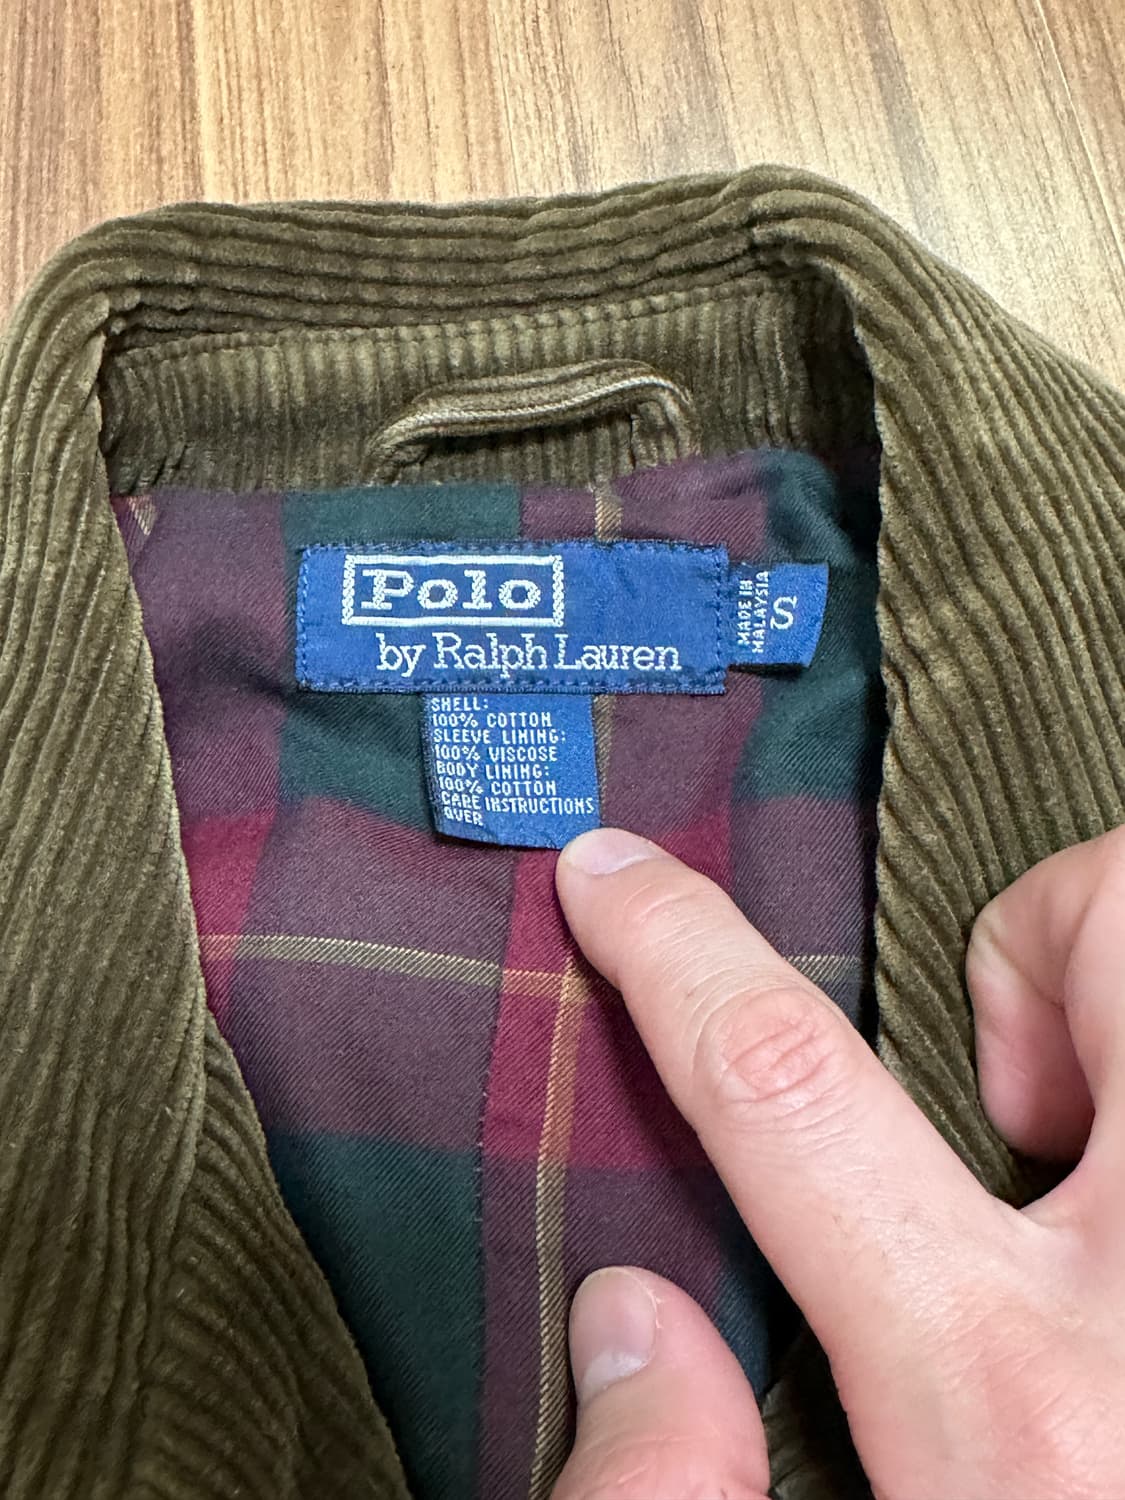 Polo
by Ralph Lauren
MADE IN
MALAYSIA
S
SHELL:
100% COTTON
SLEEVE LINING:
100% VISCOSE
BODY LINING:
100% COTTON
CARE INSTRUCTIONS
OVER